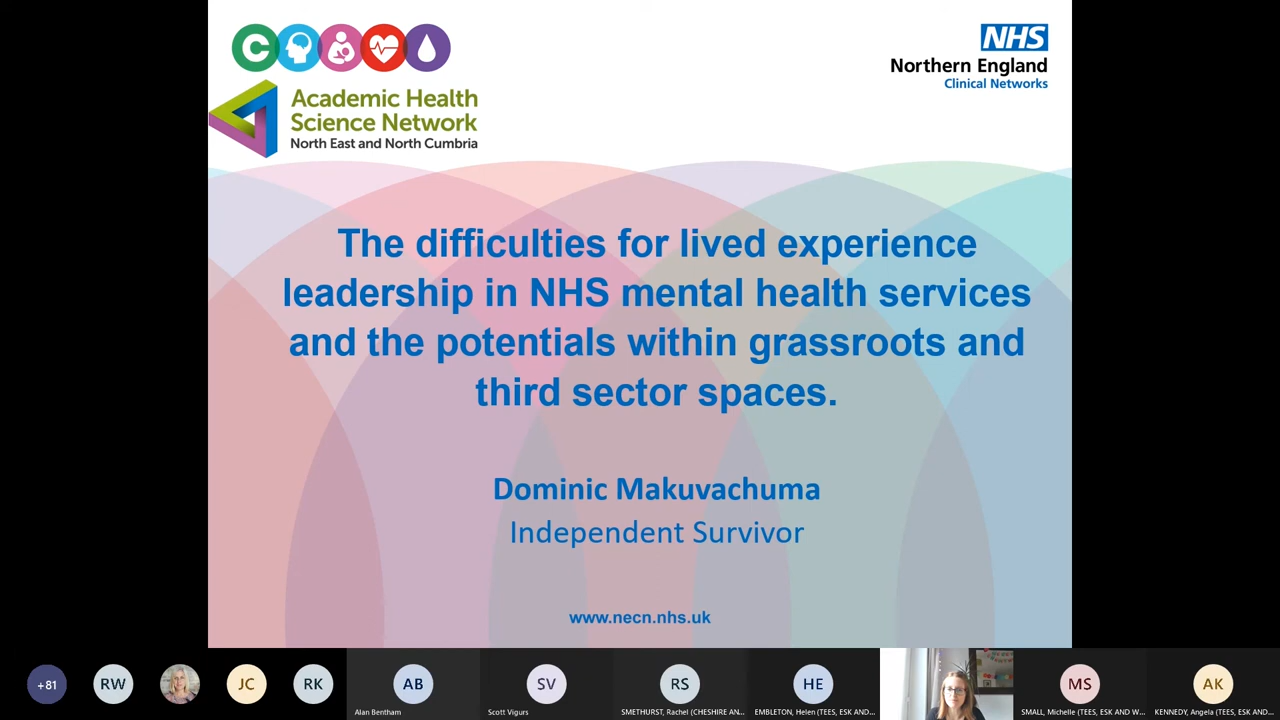 C
NHS
Northern England
Clinical Networks
Academic Health
Science Network
North East and North Cumbria
The difficulties for lived experience
leadership in NHS mental health services
and the potentials within grassroots and
third sector spaces.
Dominic Makuvachuma
Independent Survivor
www.necn.nhs.uk
+81
RW
JC
RK
AB
Alan Bentham
SV
Scott Vigurs
RS
SMETHURST, Rachel (CHESHIRE AN...
HE
EMBLETON, Helen (TEES, ESK AND...
MS
SMALL, Michelle (TEES, ESK AND W...
AK
KENNEDY, Angela (TEES, ESK AND...